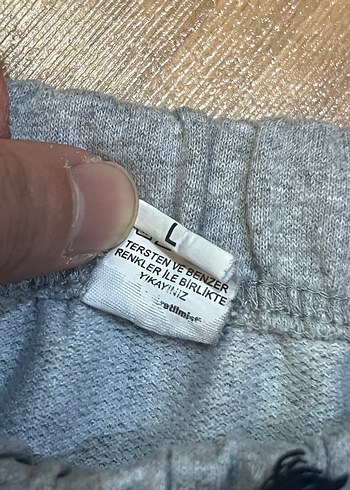 L
TERSTEN VE BENZER
RENKLER İLE BİRLİKTE
YIKAYINIZ